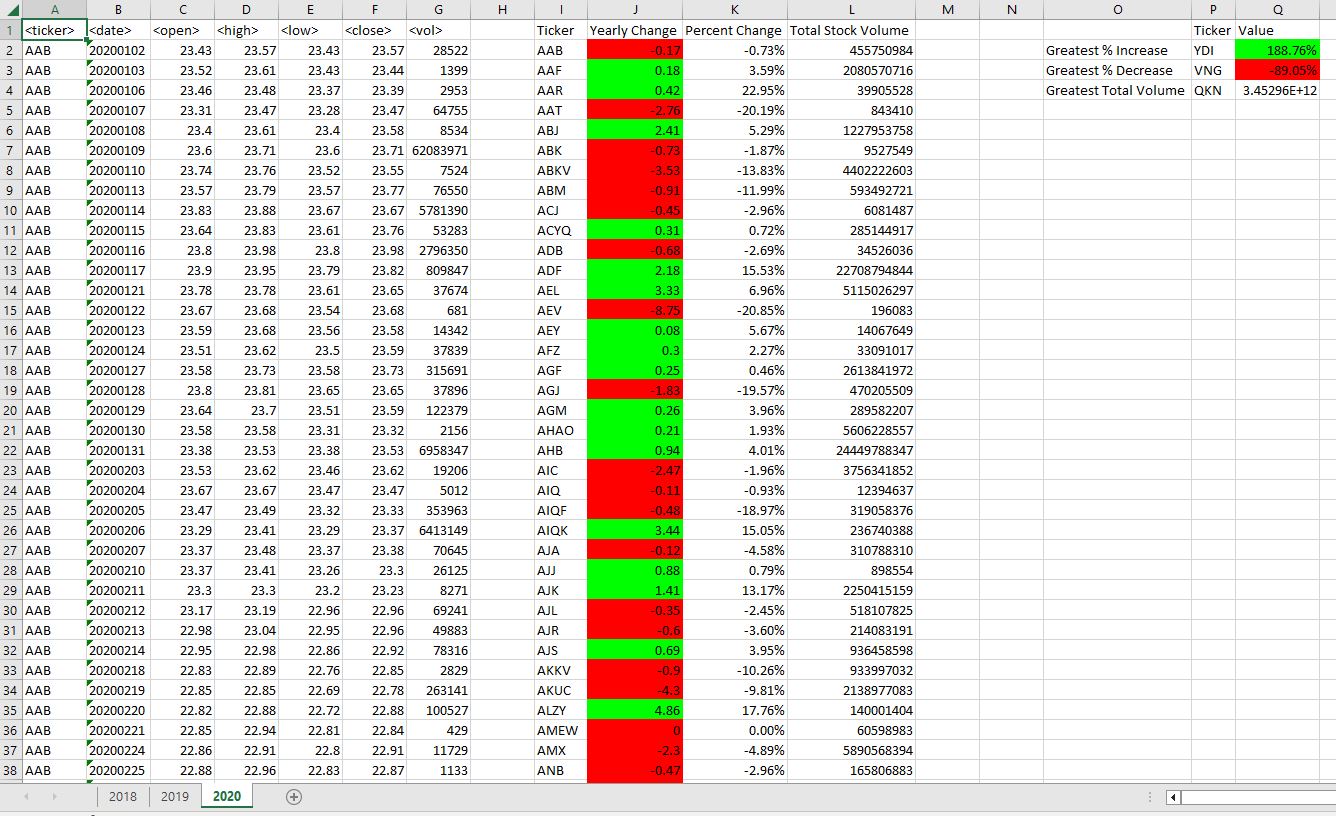 A B C D E F G H I J K L M N O P Q
1 <ticker> <date> <open> <high> <low> <close> <vol> Ticker Yearly Change Percent Change Total Stock Volume Ticker Value
2 AAB 20200102 23.43 23.57 23.43 23.57 28522 AAB -0.17 -0.73% 455750984 Greatest % Increase YDI 188.76%
3 AAB 20200103 23.52 23.61 23.43 23.44 1399 AAF 0.18 3.59% 2080570716 Greatest % Decrease VNG -89.05%
4 AAB 20200106 23.46 23.48 23.37 23.39 2953 AAR 0.42 22.95% 39905528 Greatest Total Volume QKN 3.45296E+12
5 AAB 20200107 23.31 23.47 23.28 23.47 64755 AAT -2.76 -20.19% 843410
6 AAB 20200108 23.4 23.61 23.4 23.58 8534 ABJ 2.41 5.29% 1227953758
7 AAB 20200109 23.6 23.71 23.6 23.71 62083971 ABK -0.73 -1.87% 9527549
8 AAB 20200110 23.74 23.76 23.52 23.55 7524 ABKV -3.53 -13.83% 4402222603
9 AAB 20200113 23.57 23.79 23.57 23.77 76550 ABM -0.91 -11.99% 593492721
10 AAB 20200114 23.83 23.88 23.67 23.67 5781390 ACJ -0.45 -2.96% 6081487
11 AAB 20200115 23.64 23.83 23.61 23.76 53283 ACYQ 0.31 0.72% 285144917
12 AAB 20200116 23.8 23.98 23.8 23.98 2796350 ADB -0.68 -2.69% 34526036
13 AAB 20200117 23.9 23.95 23.79 23.82 809847 ADF 2.18 15.53% 22708794844
14 AAB 20200121 23.78 23.78 23.61 23.65 37674 AEL 3.33 6.96% 5115026297
15 AAB 20200122 23.67 23.68 23.54 23.68 681 AEV -8.75 -20.85% 196083
16 AAB 20200123 23.59 23.68 23.56 23.58 14342 AEY 0.08 5.67% 14067649
17 AAB 20200124 23.51 23.62 23.5 23.59 37839 AFZ 0.3 2.27% 33091017
18 AAB 20200127 23.58 23.73 23.58 23.73 315691 AGF 0.25 0.46% 2613841972
19 AAB 20200128 23.8 23.81 23.65 23.65 37896 AGJ -1.83 -19.57% 470205509
20 AAB 20200129 23.64 23.7 23.51 23.59 122379 AGM 0.26 3.96% 289582207
21 AAB 20200130 23.58 23.58 23.31 23.32 2156 AHAO 0.21 1.93% 5606228557
22 AAB 20200131 23.38 23.53 23.38 23.53 6958347 AHB 0.94 4.01% 24449788347
23 AAB 20200203 23.53 23.62 23.46 23.62 19206 AIC -2.47 -1.96% 3756341852
24 AAB 20200204 23.67 23.67 23.47 23.47 5012 AIQ -0.11 -0.93% 12394637
25 AAB 20200205 23.47 23.49 23.32 23.33 353963 AIQF -0.48 -18.97% 319058376
26 AAB 20200206 23.29 23.41 23.29 23.37 6413149 AIQK 3.44 15.05% 236740388
27 AAB 20200207 23.37 23.48 23.37 23.38 70645 AJA -0.12 -4.58% 310788310
28 AAB 20200210 23.37 23.41 23.26 23.3 26125 AJJ 0.88 0.79% 898554
29 AAB 20200211 23.3 23.3 23.2 23.23 8271 AJK 1.41 13.17% 2250415159
30 AAB 20200212 23.17 23.19 22.96 22.96 69241 AJL -0.35 -2.45% 518107825
31 AAB 20200213 22.98 23.04 22.95 22.96 49883 AJR -0.6 -3.60% 214083191
32 AAB 20200214 22.95 22.98 22.86 22.92 78316 AJS 0.69 3.95% 936458598
33 AAB 20200218 22.83 22.89 22.76 22.85 2829 AKKV -0.9 -10.26% 933997032
34 AAB 20200219 22.85 22.85 22.69 22.78 263141 AKUC -4.3 -9.81% 2138977083
35 AAB 20200220 22.82 22.88 22.72 22.88 100527 ALZY 4.86 17.76% 140001404
36 AAB 20200221 22.85 22.94 22.81 22.84 429 AMEW 0 0.00% 60598983
37 AAB 20200224 22.86 22.91 22.8 22.91 11729 AMX -2.3 -4.89% 5890568394
38 AAB 20200225 22.88 22.96 22.83 22.87 1133 ANB -0.47 -2.96% 165806883
2018 2019 2020